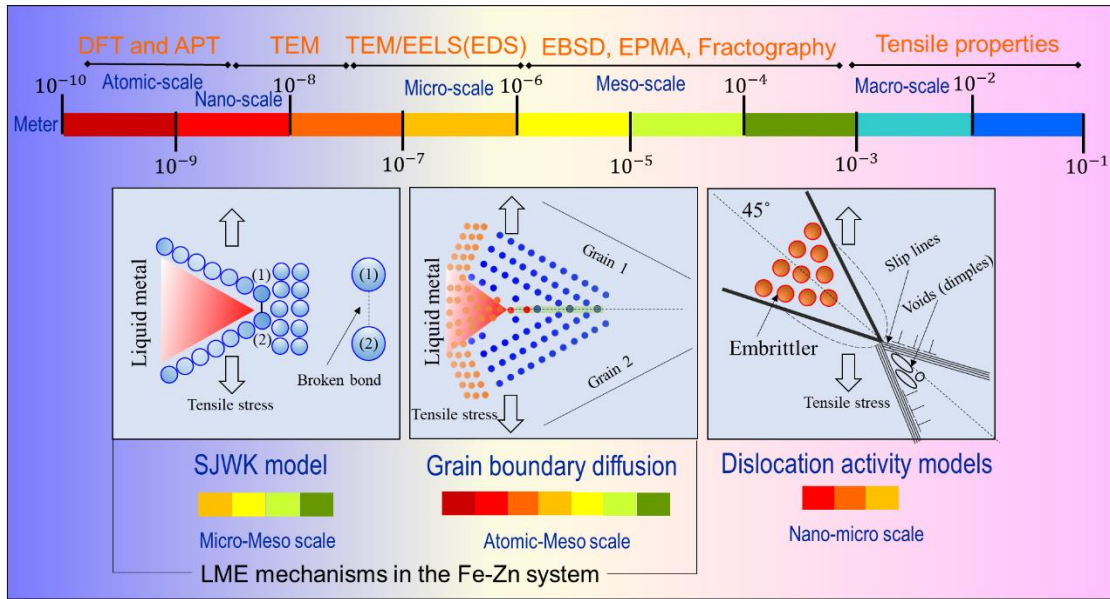 DFT and APT TEM TEM/EELS(EDS) EBSD, EPMA, Fractography Tensile properties
Atomic-scale Nano-scale Micro-scale Meso-scale Macro-scale
10⁻¹⁰ 10⁻⁸ 10⁻⁶ 10⁻⁴ 10⁻²
Meter
10⁻⁹ 10⁻⁷ 10⁻⁵ 10⁻³ 10⁻¹
Liquid metal
(1)
(2)
(1)
(2)
Broken bond
Tensile stress
Liquid metal
Grain 1
Grain 2
Tensile stress
45°
Slip lines
Voids (dimples)
Embrittler
Tensile stress
SJWK model
Micro-Meso scale
Grain boundary diffusion
Atomic-Meso scale
Dislocation activity models
Nano-micro scale
LME mechanisms in the Fe-Zn system